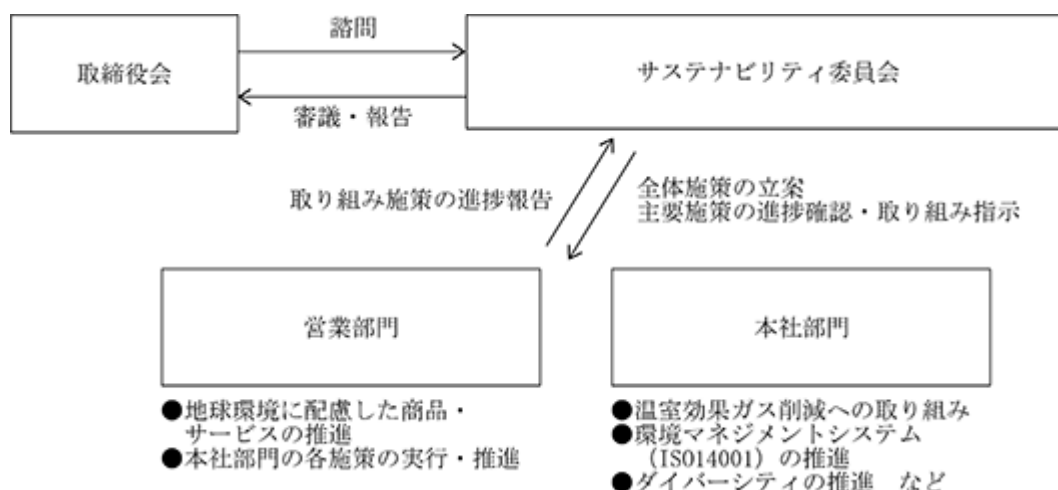 諮問
取締役会
サステナビリティ委員会
審議・報告
取り組み施策の進捗報告
全体施策の立案
主要施策の進捗確認・取り組み指示
営業部門
本社部門
●地球環境に配慮した商品・
サービスの推進
●本社部門の各施策の実行・推進
●温室効果ガス削減への取り組み
●環境マネジメントシステム
(ISO14001)の推進
●ダイバーシティの推進 など